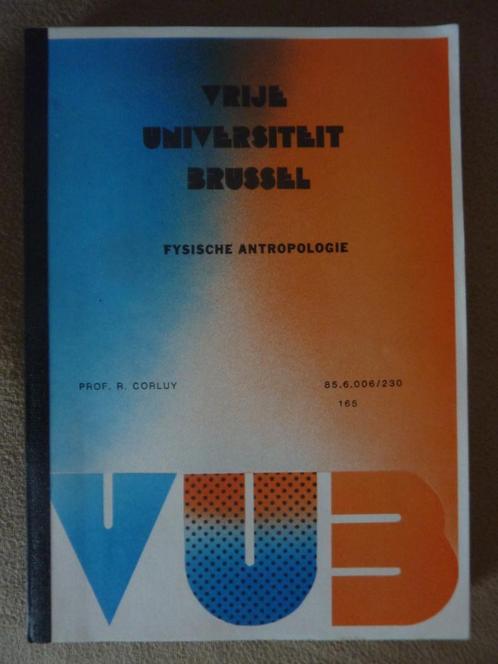 VRIJE
UNIVERSITEIT
BRUSSEL
FYSISCHE ANTROPOLOGIE
PROF. R. CORLUY 85.6.006/230
165
VUB